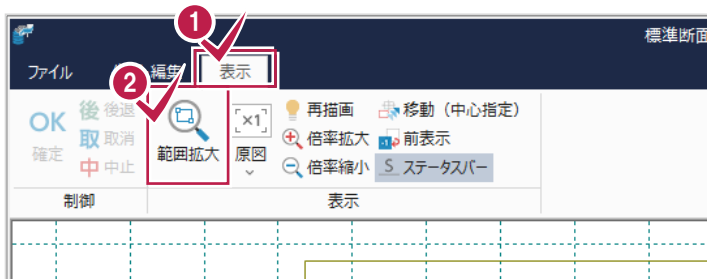 標準断面
ファイル 編集 表示
1
2
OK 確定
後 後退
取 取消
中 中止
制御
範囲拡大
×1 原図
再描画
倍率拡大
倍率縮小
移動（中心指定）
前表示
S ステータスバー
表示